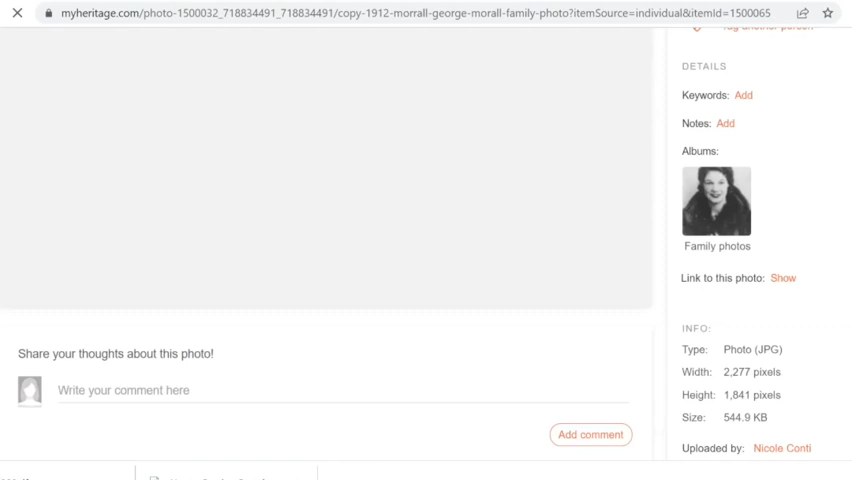 myheritage.com/photo-1500032_718834491_718834491/copy-1912-morrall-george-morall-family-photo?itemSource=individual&itemId=1500065
Tag another person
DETAILS
Keywords: Add
Notes: Add
Albums:
Family photos
Link to this photo: Show
INFO:
Type: Photo (JPG)
Width: 2,277 pixels
Height: 1,841 pixels
Size: 544.9 KB
Uploaded by: Nicole Conti
Share your thoughts about this photo!
Write your comment here
Add comment